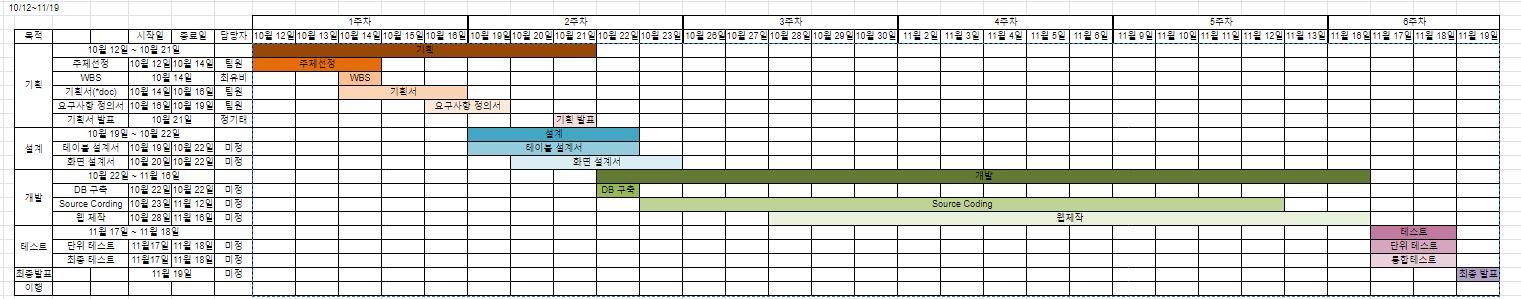 10/12~11/19
1주차 2주차 3주차 4주차 5주차 6주차
목적 시작일 종료일 담당자 10월 12일 10월 13일 10월 14일 10월 15일 10월 16일 10월 19일 10월 20일 10월 21일 10월 22일 10월 23일 10월 26일 10월 27일 10월 28일 10월 29일 10월 30일 11월 2일 11월 3일 11월 4일 11월 5일 11월 6일 11월 9일 11월 10일 11월 11일 11월 12일 11월 13일 11월 16일 11월 17일 11월 18일 11월 19일
기획 10월 12일 ~ 10월 21일 기획
주제선정 10월 12일 10월 14일 팀원 주제선정
WBS 10월 14일 최유비 WBS
기획서(*doc) 10월 14일 10월 16일 팀원 기획서
요구사항 정의서 10월 16일 10월 19일 팀원 요구사항 정의서
기획서 발표 10월 21일 정기태 기획 발표
설계 10월 19일 ~ 10월 22일 설계
테이블 설계서 10월 19일 10월 22일 미정 테이블 설계서
화면 설계서 10월 20일 10월 22일 미정 화면 설계서
개발 10월 22일 ~ 11월 16일 개발
DB 구축 10월 22일 10월 22일 미정 DB 구축
Source Cording 10월 23일 11월 12일 미정 Source Coding
웹 제작 10월 28일 11월 16일 미정 웹제작
테스트 11월 17일 ~ 11월 18일 테스트
단위 테스트 11월17일 11월 18일 미정 단위 테스트
최종 테스트 11월17일 11월 18일 미정 통합테스트
최종발표 11월 19일 미정 최종 발표
이행